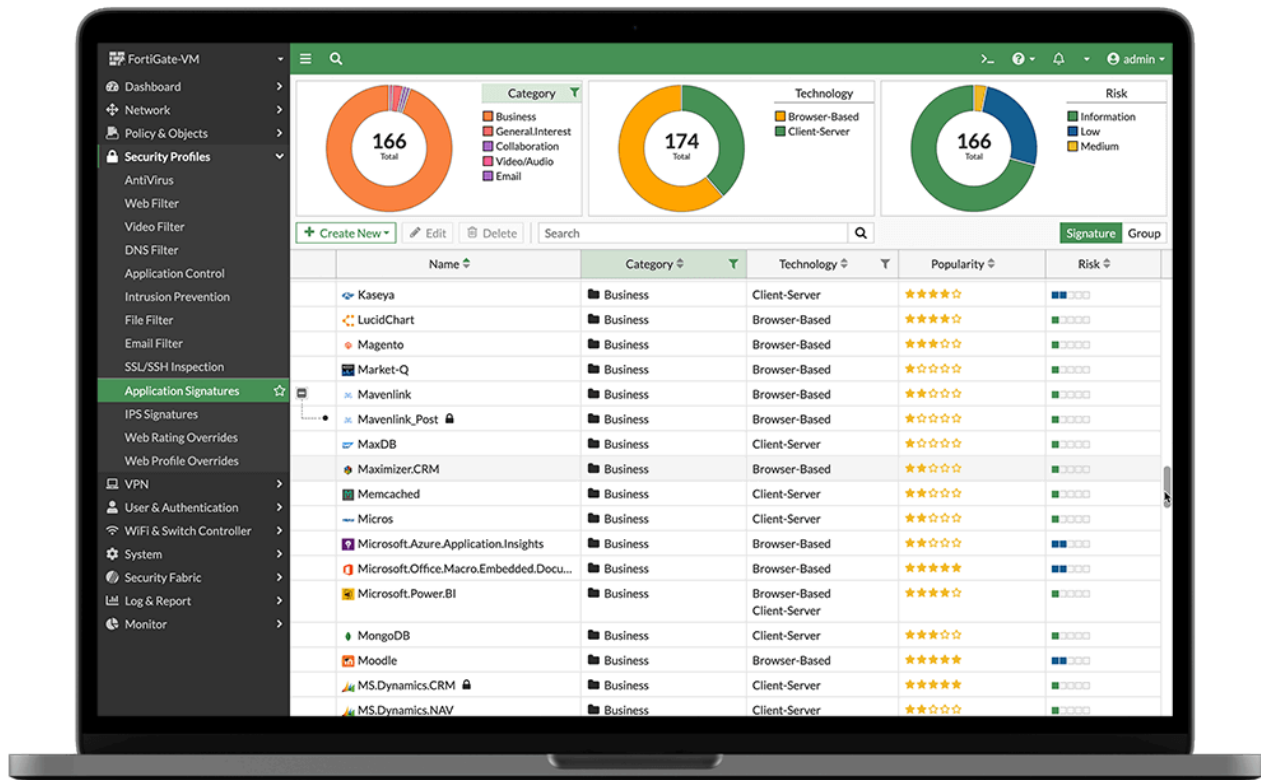 FortiGate-VM
Dashboard
Network
Policy & Objects
Security Profiles
AntiVirus
Web Filter
Video Filter
DNS Filter
Application Control
Intrusion Prevention
File Filter
Email Filter
SSL/SSH Inspection
Application Signatures
IPS Signatures
Web Rating Overrides
Web Profile Overrides
VPN
User & Authentication
WiFi & Switch Controller
System
Security Fabric
Log & Report
Monitor
>_ ? admin
166
Total
Category
Business
General.Interest
Collaboration
Video/Audio
Email
174
Total
Technology
Browser-Based
Client-Server
166
Total
Risk
Information
Low
Medium
+ Create New Edit Delete Search Signature Group
Name Category Technology Popularity Risk
Kaseya Business Client-Server
LucidChart Business Browser-Based
Magento Business Browser-Based
Market-Q Business Browser-Based
Mavenlink Business Browser-Based
Mavenlink_Post Business Browser-Based
MaxDB Business Client-Server
Maximizer.CRM Business Browser-Based
Memcached Business Client-Server
Micros Business Client-Server
Microsoft.Azure.Application.Insights Business Browser-Based
Microsoft.Office.Macro.Embedded.Docu... Business Browser-Based
Microsoft.Power.BI Business Browser-Based
Client-Server
MongoDB Business Client-Server
Moodle Business Browser-Based
MS.Dynamics.CRM Business Client-Server
MS.Dynamics.NAV Business Client-Server